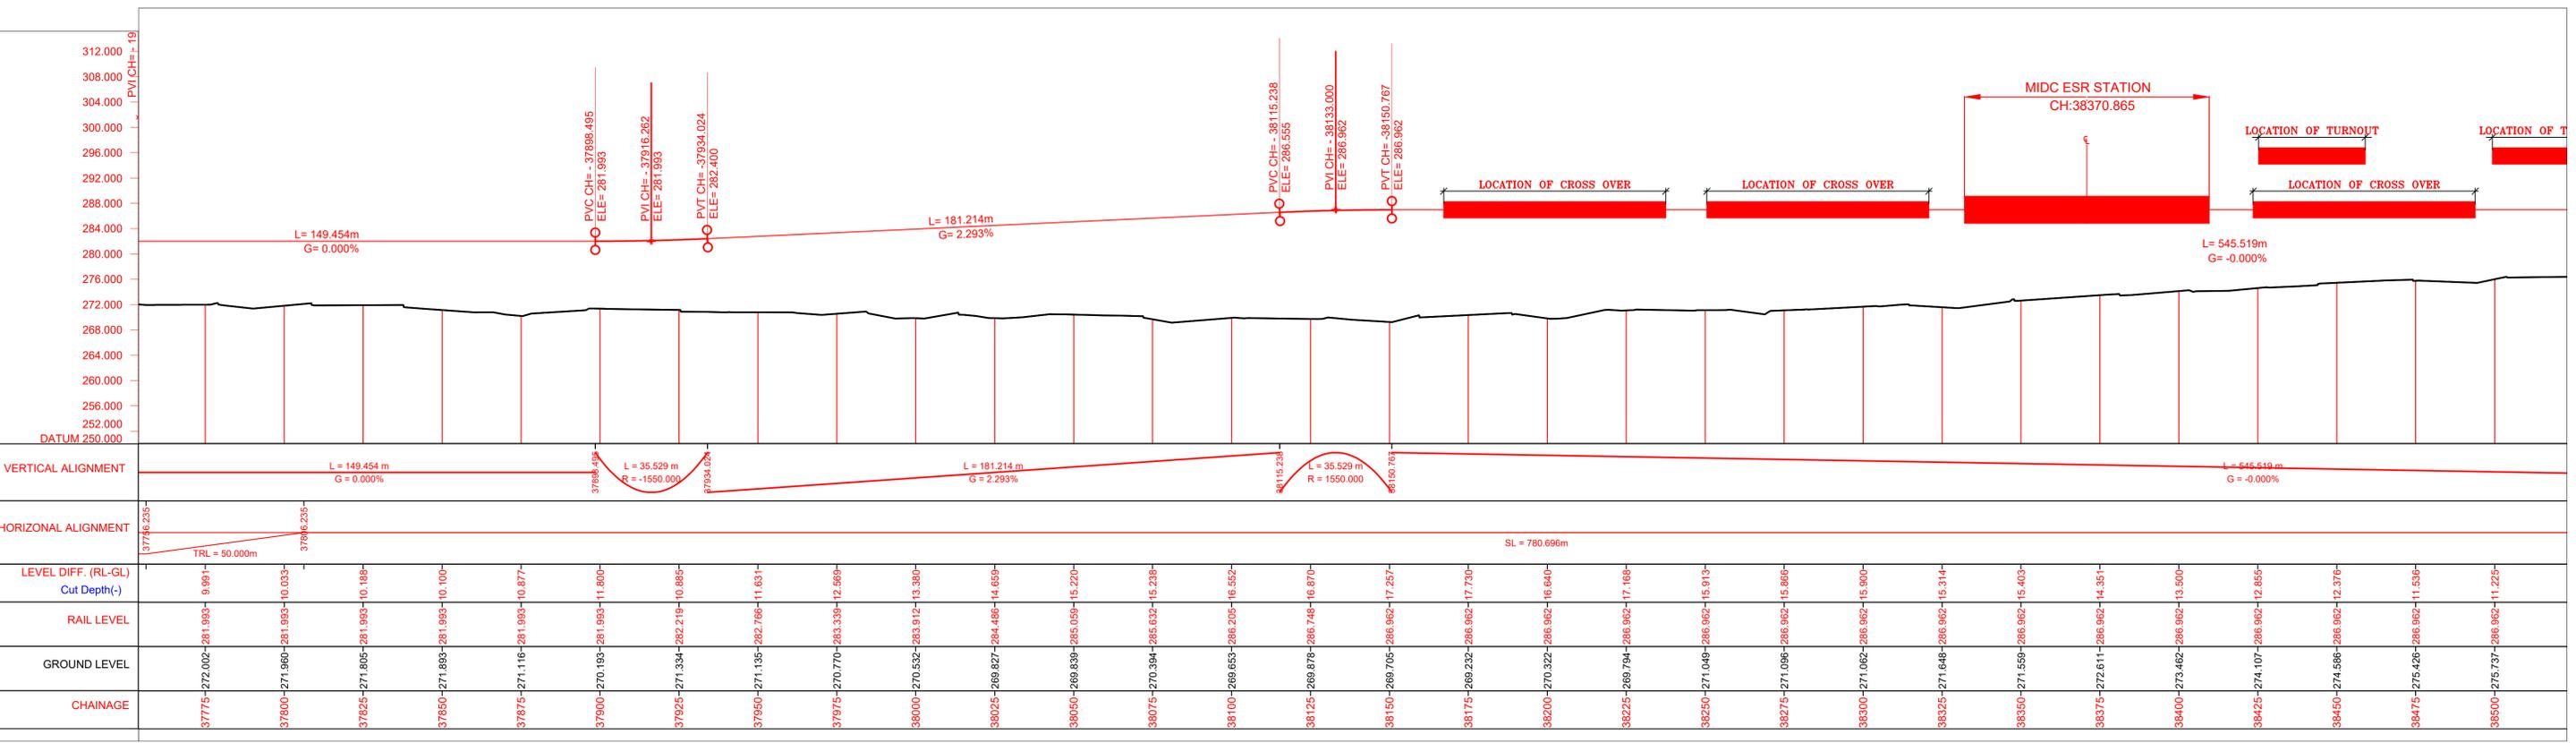 312.000
308.000
304.000
300.000
296.000
292.000
288.000
284.000
280.000
276.000
272.000
268.000
264.000
260.000
256.000
252.000
DATUM 250.000
PVI CH= - 19
L= 149.454m
G= 0.000%
PVC CH= - 37898.495
ELE= 281.993
PVI CH= - 37916.262
ELE= 281.993
PVT CH= -37934.024
ELE= 282.400
L= 181.214m
G= 2.293%
PVC CH= - 38115.238
ELE= 286.555
PVI CH= - 38133.000
ELE= 286.962
PVT CH= -38150.767
ELE= 286.962
LOCATION OF CROSS OVER
LOCATION OF CROSS OVER
MIDC ESR STATION
CH:38370.865
LOCATION OF TURNOUT
LOCATION OF CROSS OVER
LOCATION OF T
L= 545.519m
G= -0.000%
VERTICAL ALIGNMENT
L = 149.454 m
G = 0.000%
37898.495
L = 35.529 m
R = -1550.000
37934.024
L = 181.214 m
G = 2.293%
38115.238
L = 35.529 m
R = 1550.000
38150.767
L = 545.519 m
G = -0.000%
HORIZONAL ALIGNMENT
37756.235
TRL = 50.000m
37806.235
SL = 780.696m
LEVEL DIFF. (RL-GL)
Cut Depth(-)
9.991 10.033 10.188 10.100 10.877 11.800 10.885 11.631 12.569 13.380 14.659 15.220 15.238 16.552 16.870 17.257 17.730 16.640 17.168 15.913 15.866 15.900 15.314 15.403 14.351 13.500 12.855 12.376 11.536 11.225
RAIL LEVEL
281.993 281.993 281.993 281.993 281.993 281.993 282.219 282.766 283.339 283.912 284.486 285.059 285.632 286.205 286.748 286.962 286.962 286.962 286.962 286.962 286.962 286.962 286.962 286.962 286.962 286.962 286.962 286.962 286.962 286.962
GROUND LEVEL
272.002 271.960 271.805 271.893 271.116 270.193 271.334 271.135 270.770 270.532 269.827 269.839 270.394 269.653 269.878 269.705 269.232 270.322 269.794 271.049 271.096 271.062 271.648 271.559 272.611 273.462 274.107 274.586 275.426 275.737
CHAINAGE
37775 37800 37825 37850 37875 37900 37925 37950 37975 38000 38025 38050 38075 38100 38125 38150 38175 38200 38225 38250 38275 38300 38325 38350 38375 38400 38425 38450 38475 38500